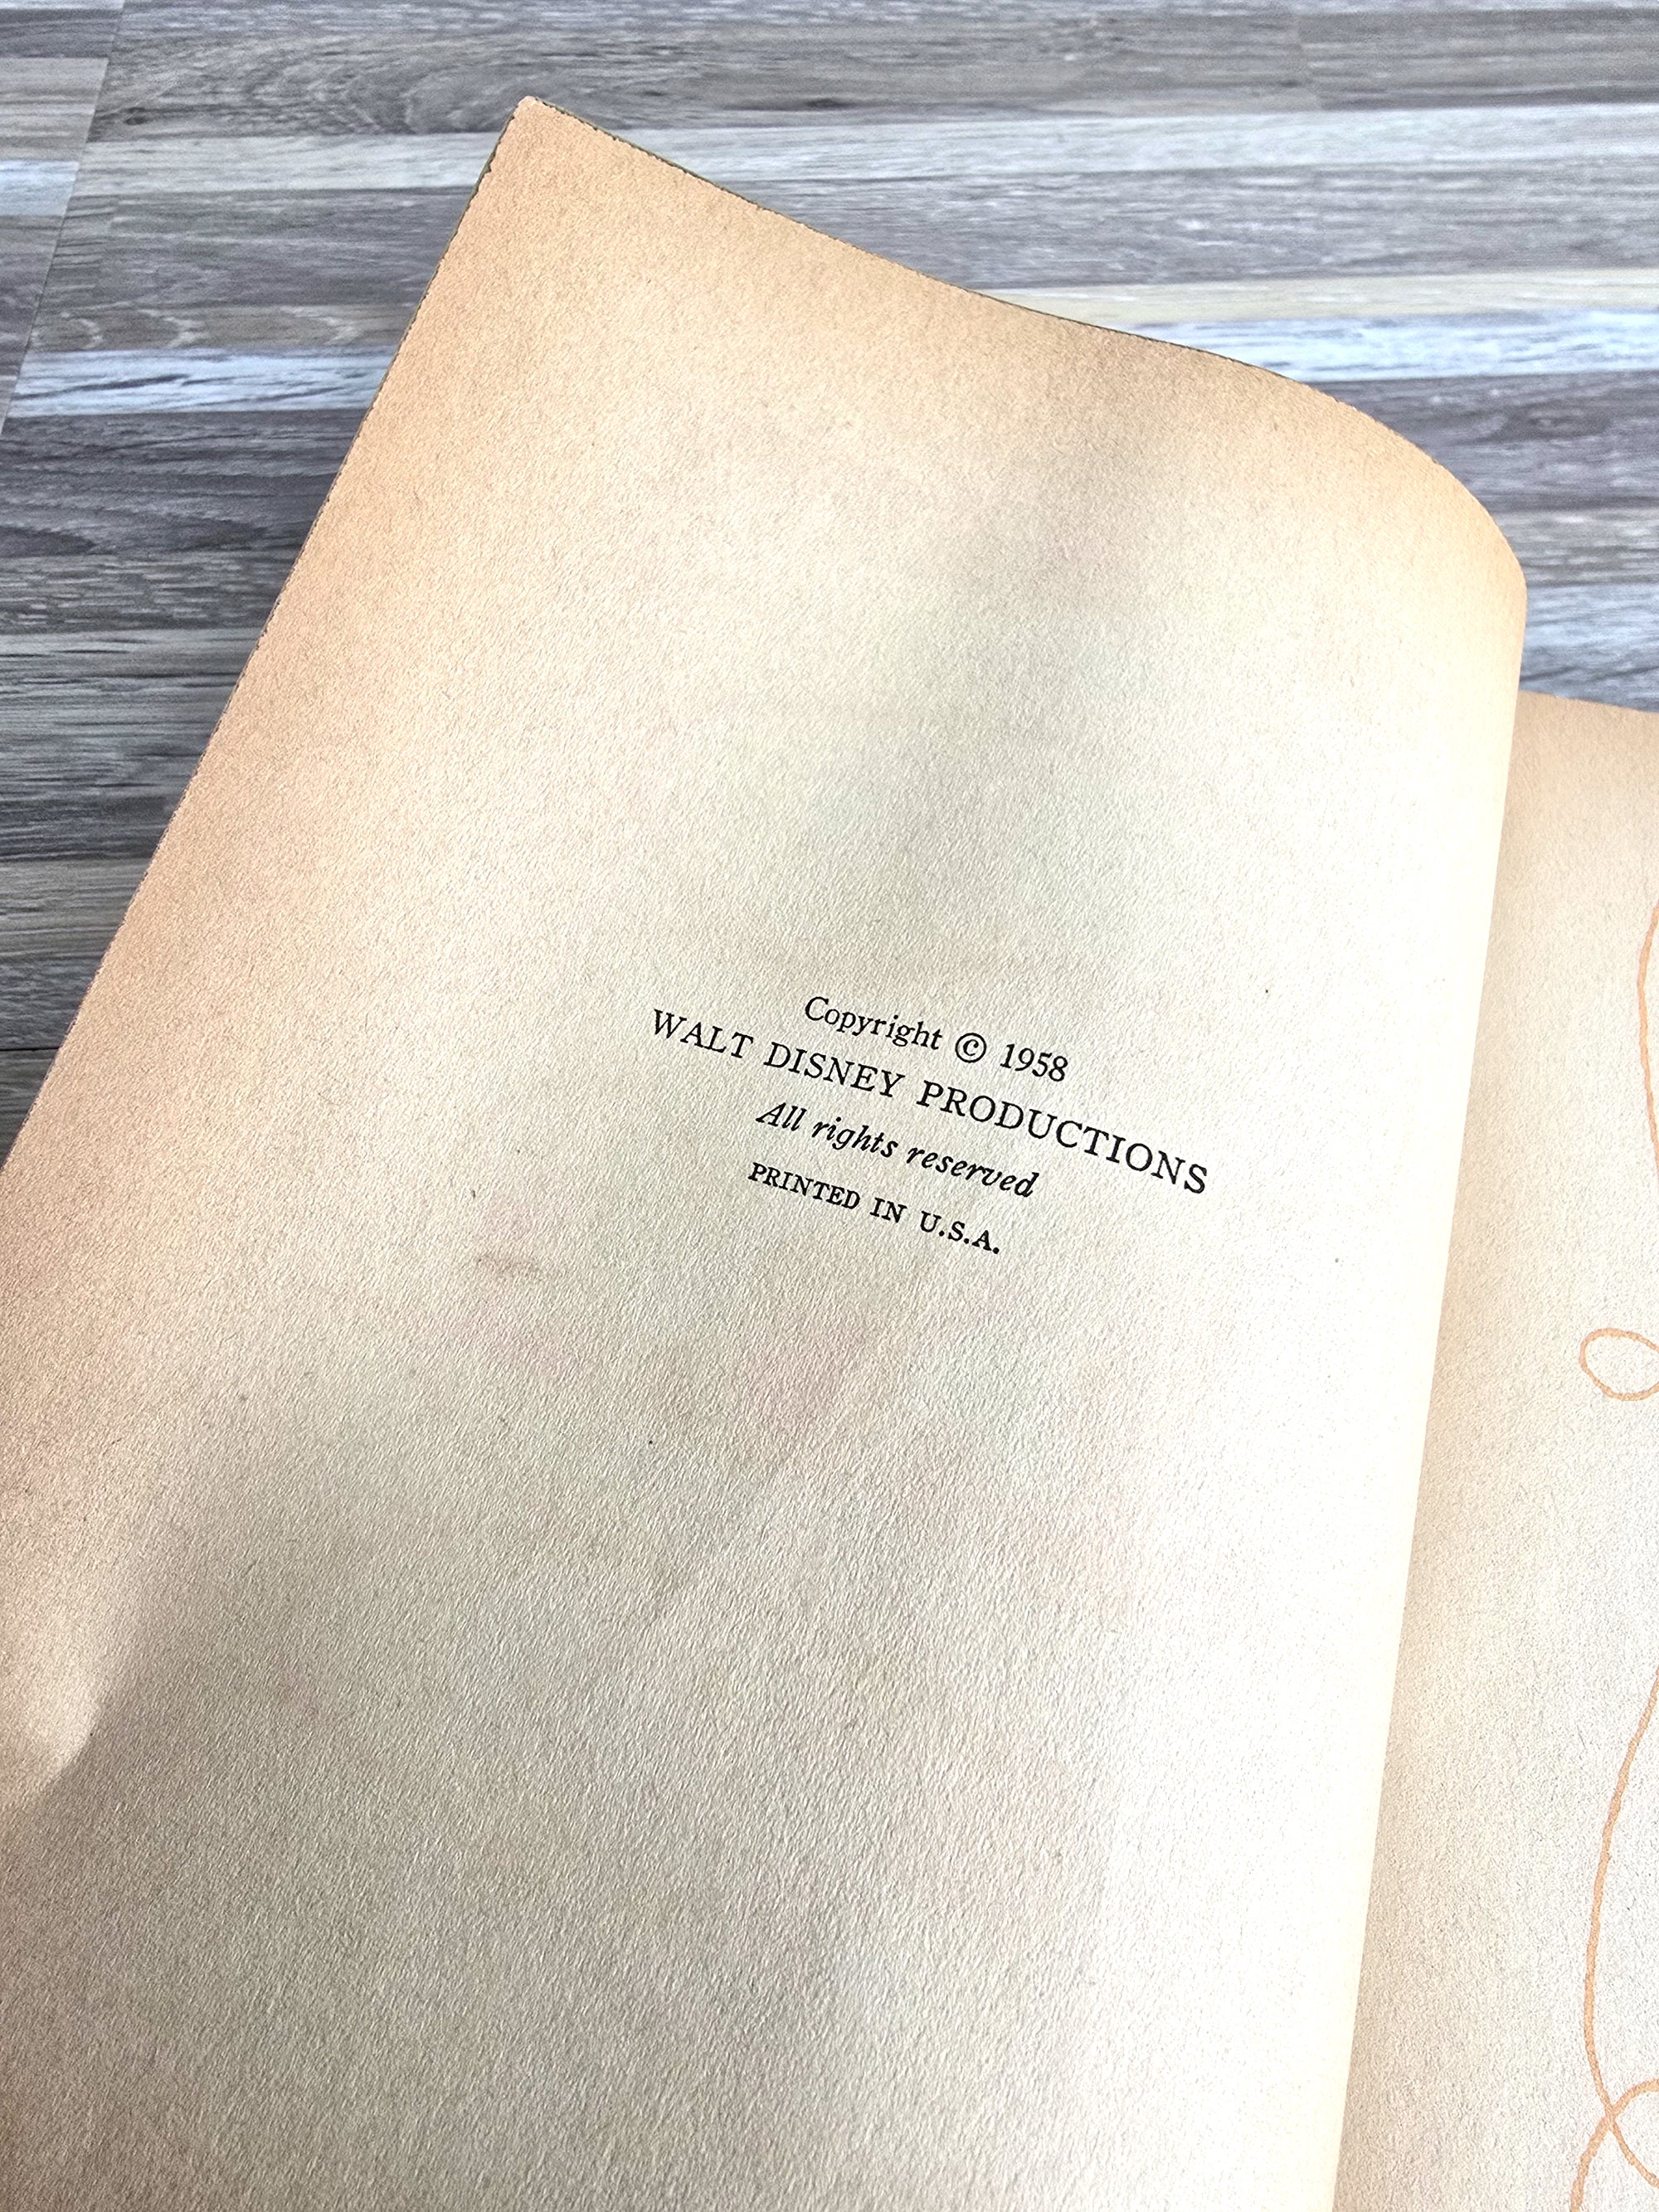 Copyright © 1958
WALT DISNEY PRODUCTIONS
All rights reserved
PRINTED IN U.S.A.